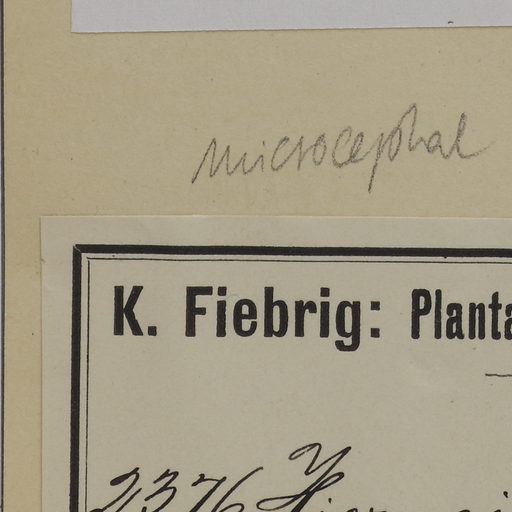 microcephal
K. Fiebrig: Planta
2376